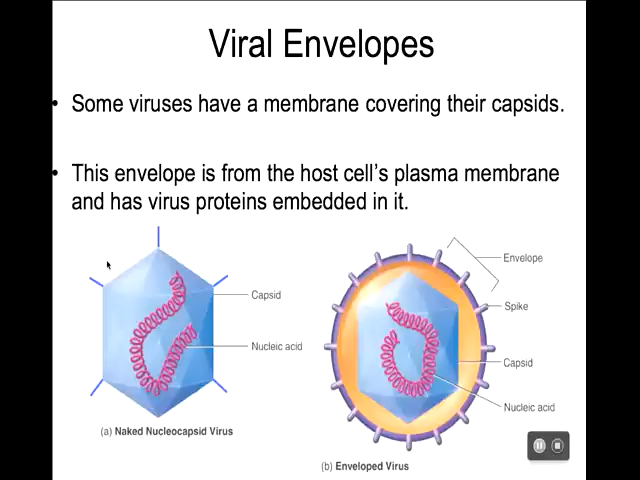 Viral Envelopes
• Some viruses have a membrane covering their capsids.
• This envelope is from the host cell's plasma membrane
and has virus proteins embedded in it.
Capsid
Nucleic acid
(a) Naked Nucleocapsid Virus
Envelope
Spike
Capsid
Nucleic acid
(b) Enveloped Virus